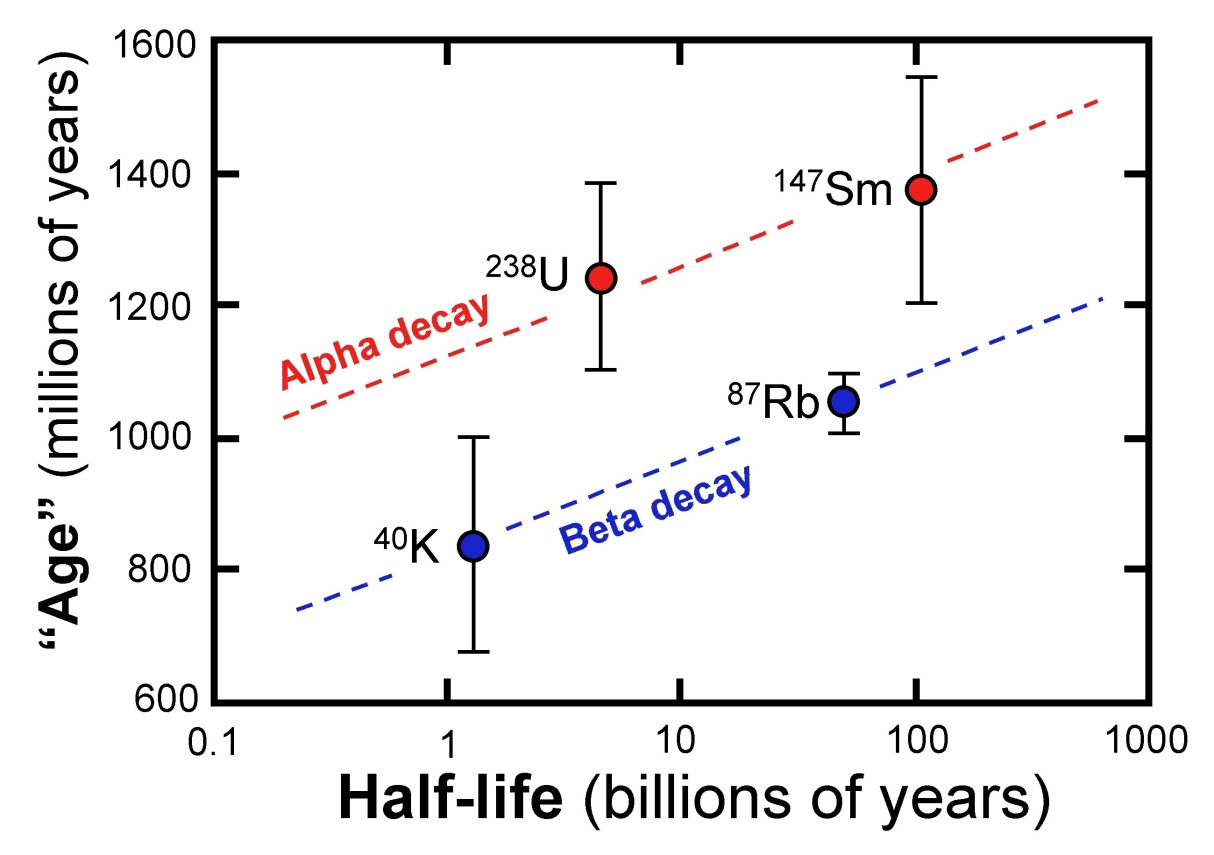 1600
1400
1200
1000
800
600
“Age” (millions of years)
147Sm
238U
Alpha decay
87Rb
Beta decay
40K
0.1
1
10
100
1000
Half-life (billions of years)